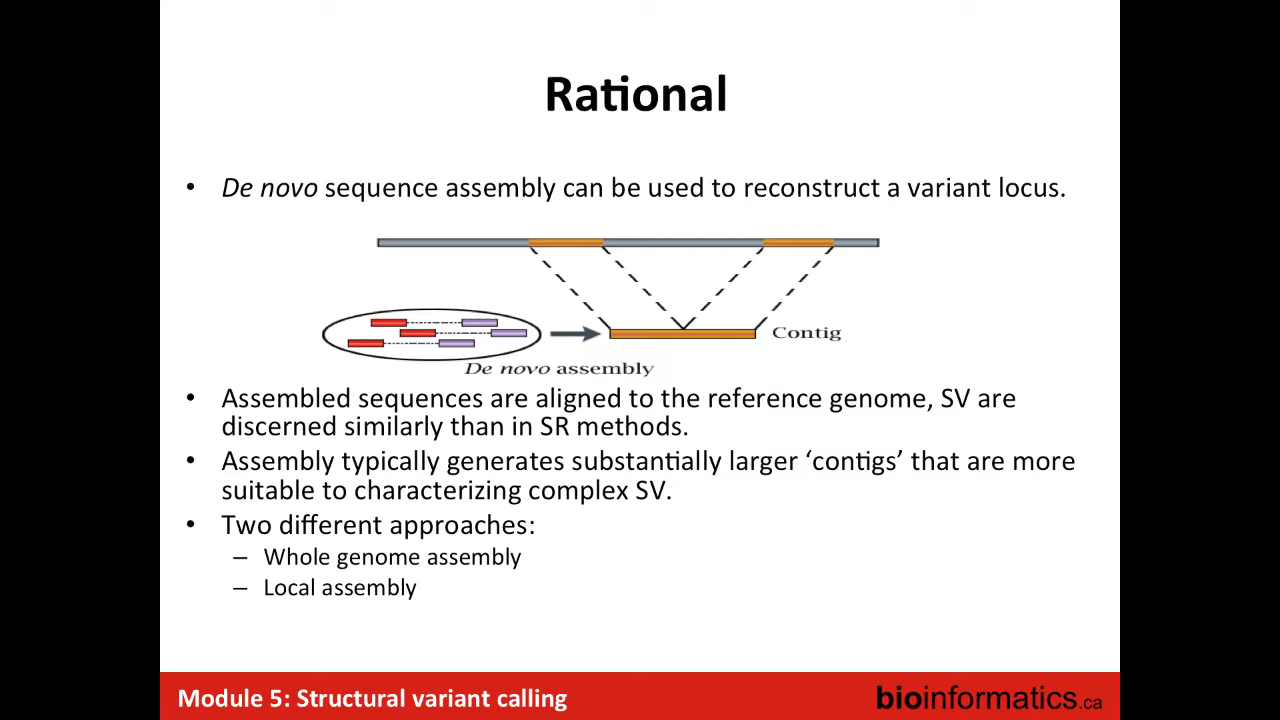 Rational
• De novo sequence assembly can be used to reconstruct a variant locus.
Contig
De novo assembly
• Assembled sequences are aligned to the reference genome, SV are
discerned similarly than in SR methods.
• Assembly typically generates substantially larger ‘contigs’ that are more
suitable to characterizing complex SV.
• Two different approaches:
– Whole genome assembly
– Local assembly
Module 5: Structural variant calling
bioinformatics.ca